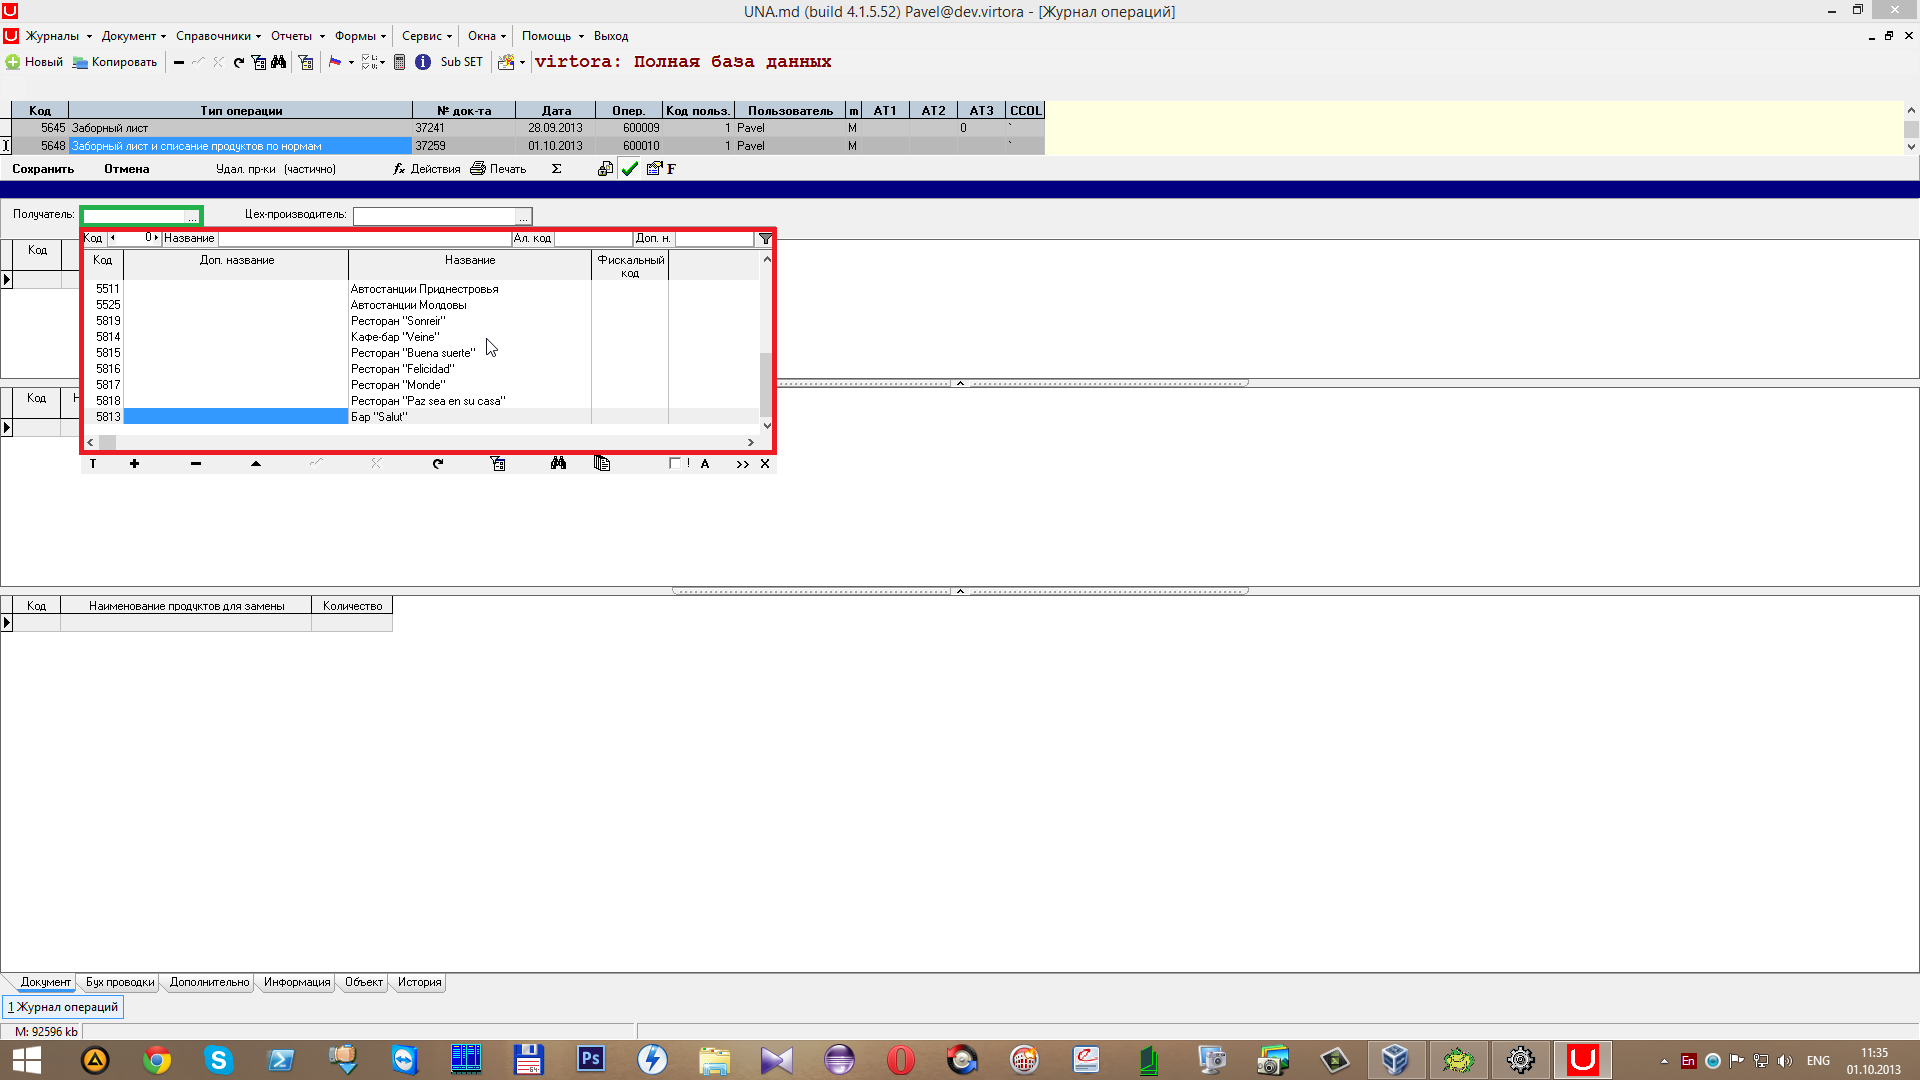 UNA.md (build 4.1.5.52) Pavel@dev.virtora - [Журнал операций]
Журналы Документ Справочники Отчеты Формы Сервис Окна Помощь Выход
Новый Копировать Sub SET virtora: Полная база данных
Код Тип операции № док-та Дата Опер. Код польз. Пользователь m AT1 AT2 AT3 CCOL
5645 Заборный лист 37241 28.09.2013 600009 1 Pavel M 0 `
5648 Заборный лист и списание продуктов по нормам 37259 01.10.2013 600010 1 Pavel M `
Сохранить Отмена Удал. пр-ки (частично) fx Действия Печать Σ F
Получатель: ... Цех-производитель: ...
Код 0 Название Ал. код Доп. н.
Код
Код Доп. название Название Фискальный код
5511 Автостанции Приднестровья
5525 Автостанции Молдовы
5819 Ресторан "Sonreir"
5814 Кафе-бар "Veine"
5815 Ресторан "Buena suerte"
5816 Ресторан "Felicidad"
5817 Ресторан "Monde"
5818 Ресторан "Paz sea en su casa"
5813 Бар "Salut"
Код Н
T ! A >> X
Код Наименование продуктов для замены Количество
Документ Бух проводки Дополнительно Информация Объект История
1 Журнал операций
M: 92596 kb
Ps En ENG 11:35
01.10.2013